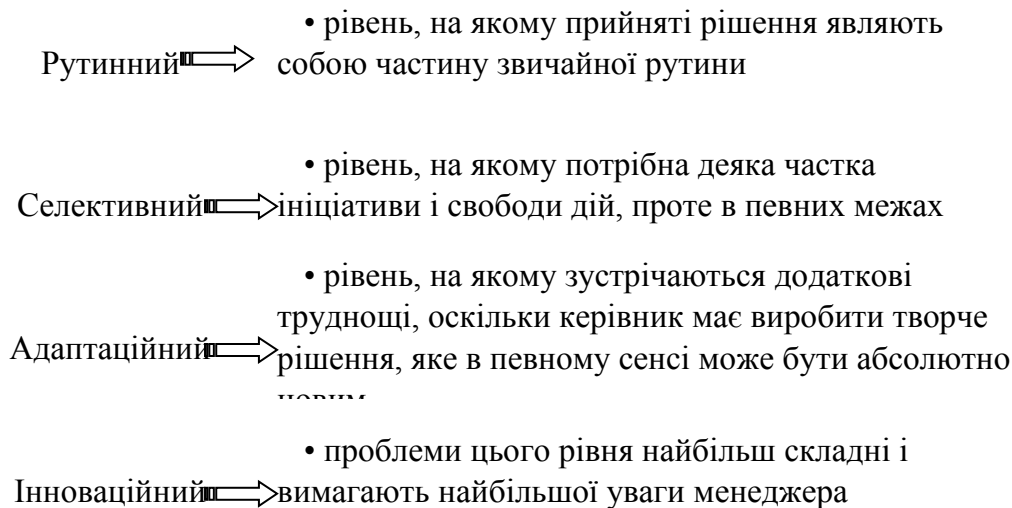 • рівень, на якому прийняті рішення являють
Рутинний собою частину звичайної рутини
• рівень, на якому потрібна деяка частка
Селективний ініціативи і свободи дій, проте в певних межах
• рівень, на якому зустрічаються додаткові
труднощі, оскільки керівник має виробити творче
Адаптаційний рішення, яке в певному сенсі може бути абсолютно
новим
• проблеми цього рівня найбільш складні і
Інноваційний вимагають найбільшої уваги менеджера